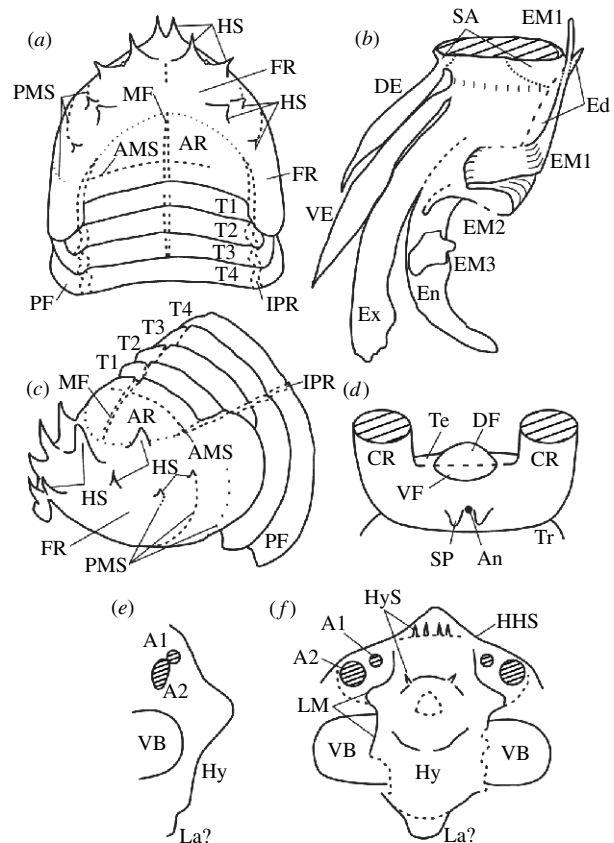 (a)
HS
FR
PMS
MF
HS
AMS
AR
FR
T1
T2
T3
T4
PF
IPR
(b)
SA
EM1
DE
Ed
EM1
VE
EM2
EM3
Ex
En
(c)
T4
T3
T2
T1
MF
AR
IPR
AMS
HS
HS
FR
PMS
PF
(d)
Te
DF
CR
CR
VF
SP
An
Tr
(e)
A1
A2
VB
Hy
La?
(f)
HyS
A1
HHS
A2
LM
VB
VB
Hy
La?